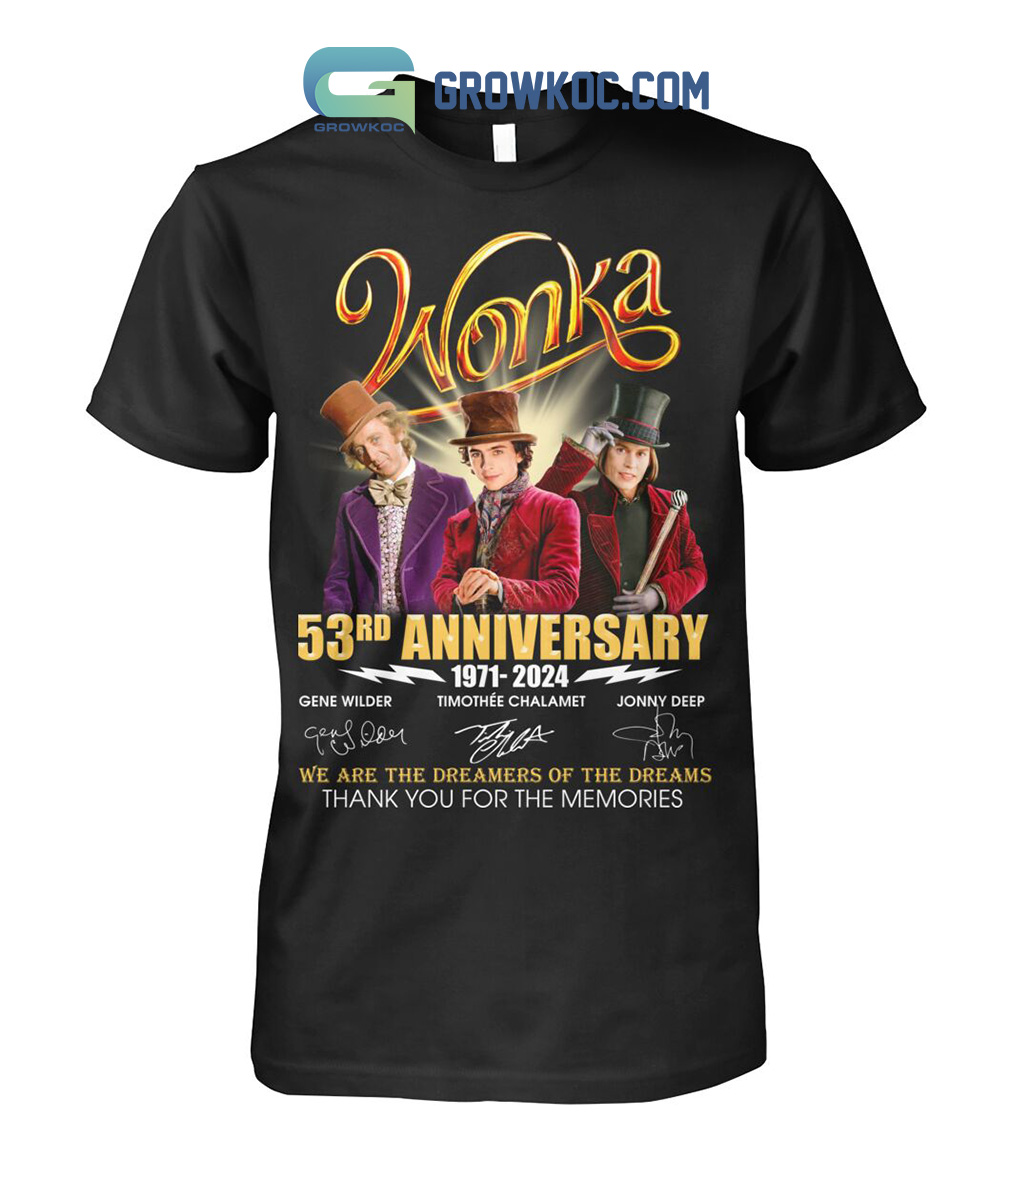 GROWKOC
GROWKOC.COM
Wonka
53RD ANNIVERSARY
1971-2024
GENE WILDER TIMOTHÉE CHALAMET JONNY DEEP
WE ARE THE DREAMERS OF THE DREAMS
THANK YOU FOR THE MEMORIES